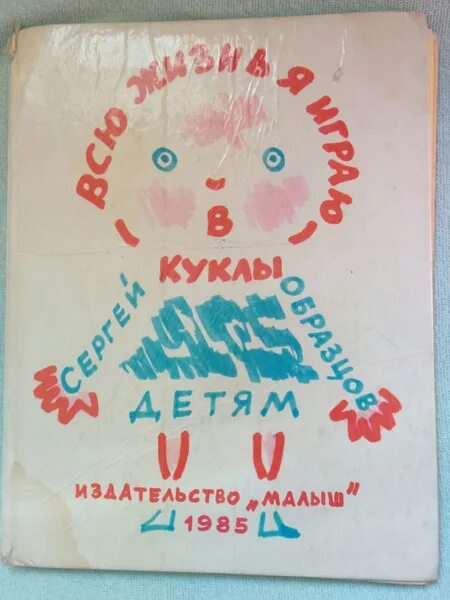 ВСЮ ЖИЗНЬ Я ИГРАЮ
В
КУКЛЫ
СЕРГЕЙ ОБРАЗЦОВ
ДЕТЯМ
ИЗДАТЕЛЬСТВО „МАЛЫШ"
1985